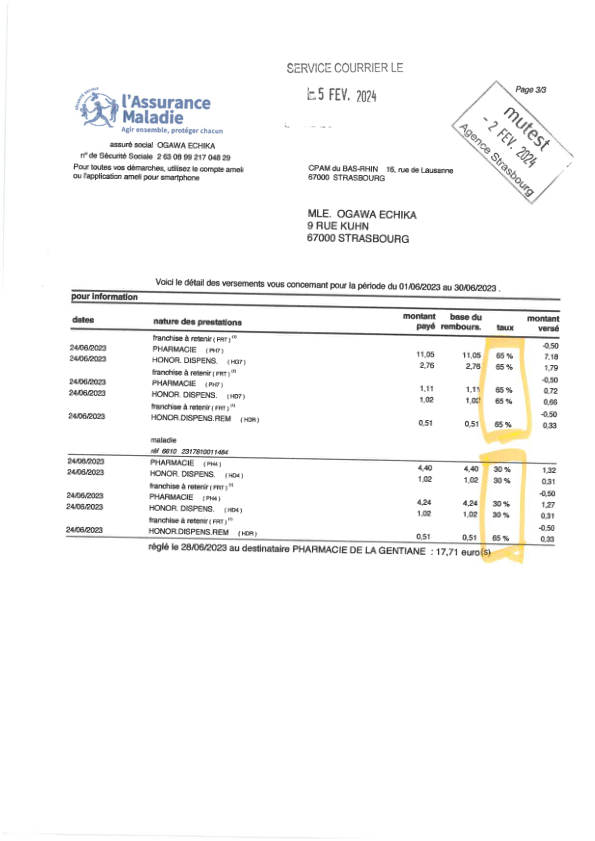 SERVICE COURRIER LE
5 FEV. 2024
Page 3/3
mutest
- 2 FEV. 2024
Agence Strasbourg
l'Assurance
Maladie
Agir ensemble, protéger chacun
assuré social OGAWA ECHIKA
n° de Sécurité Sociale 2 63 08 99 217 048 29
Pour toutes vos démarches, utilisez le compte ameli
ou l'application ameli pour smartphone
CPAM du BAS-RHIN 16, rue de Lausanne
67000 STRASBOURG
MLE. OGAWA ECHIKA
9 RUE KUHN
67000 STRASBOURG
Voici le détail des versements vous concernant pour la période du 01/06/2023 au 30/06/2023 .
pour information
dates nature des prestations montant payé base du rembours. taux montant versé
franchise à retenir ( FRT ) (1) -0,50
24/06/2023 PHARMACIE ( PH7 ) 11,05 11,05 65 % 7,18
24/06/2023 HONOR. DISPENS. ( HG7 ) 2,76 2,76 65 % 1,79
franchise à retenir ( FRT ) (1) -0,50
24/06/2023 PHARMACIE ( PH7 ) 1,11 1,11 65 % 0,72
24/06/2023 HONOR. DISPENS. ( HD7 ) 1,02 1,02 65 % 0,66
franchise à retenir ( FRT ) (1) -0,50
24/06/2023 HONOR.DISPENS.REM ( HDR ) 0,51 0,51 65 % 0,33
maladie
réf 6610 2317810011484
24/06/2023 PHARMACIE ( PH4 ) 4,40 4,40 30 % 1,32
24/06/2023 HONOR. DISPENS. ( HD4 ) 1,02 1,02 30 % 0,31
franchise à retenir ( FRT ) (1) -0,50
24/06/2023 PHARMACIE ( PH4 ) 4,24 4,24 30 % 1,27
24/06/2023 HONOR. DISPENS. ( HD4 ) 1,02 1,02 30 % 0,31
franchise à retenir ( FRT ) (1) -0,50
24/06/2023 HONOR.DISPENS.REM ( HDR ) 0,51 0,51 65 % 0,33
réglé le 28/06/2023 au destinataire PHARMACIE DE LA GENTIANE : 17,71 euro(s)